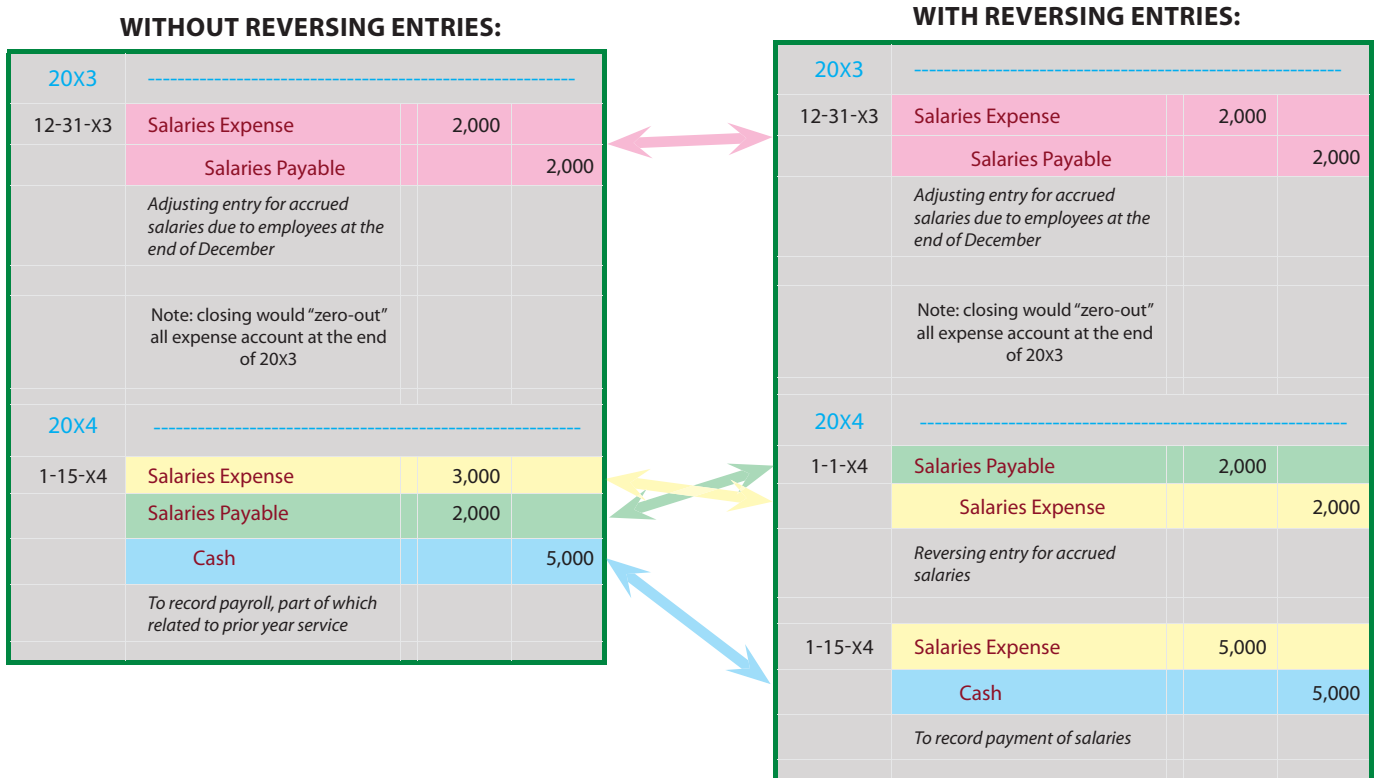 WITHOUT REVERSING ENTRIES:
20X3 ----------------------------------------------------------
12-31-X3 Salaries Expense 2,000
Salaries Payable 2,000
Adjusting entry for accrued
salaries due to employees at the
end of December
Note: closing would “zero-out”
all expense account at the end
of 20X3
20X4 ----------------------------------------------------------
1-15-X4 Salaries Expense 3,000
Salaries Payable 2,000
Cash 5,000
To record payroll, part of which
related to prior year service
WITH REVERSING ENTRIES:
20X3 ----------------------------------------------------------
12-31-X3 Salaries Expense 2,000
Salaries Payable 2,000
Adjusting entry for accrued
salaries due to employees at the
end of December
Note: closing would “zero-out”
all expense account at the end
of 20X3
20X4 ----------------------------------------------------------
1-1-X4 Salaries Payable 2,000
Salaries Expense 2,000
Reversing entry for accrued
salaries
1-15-X4 Salaries Expense 5,000
Cash 5,000
To record payment of salaries